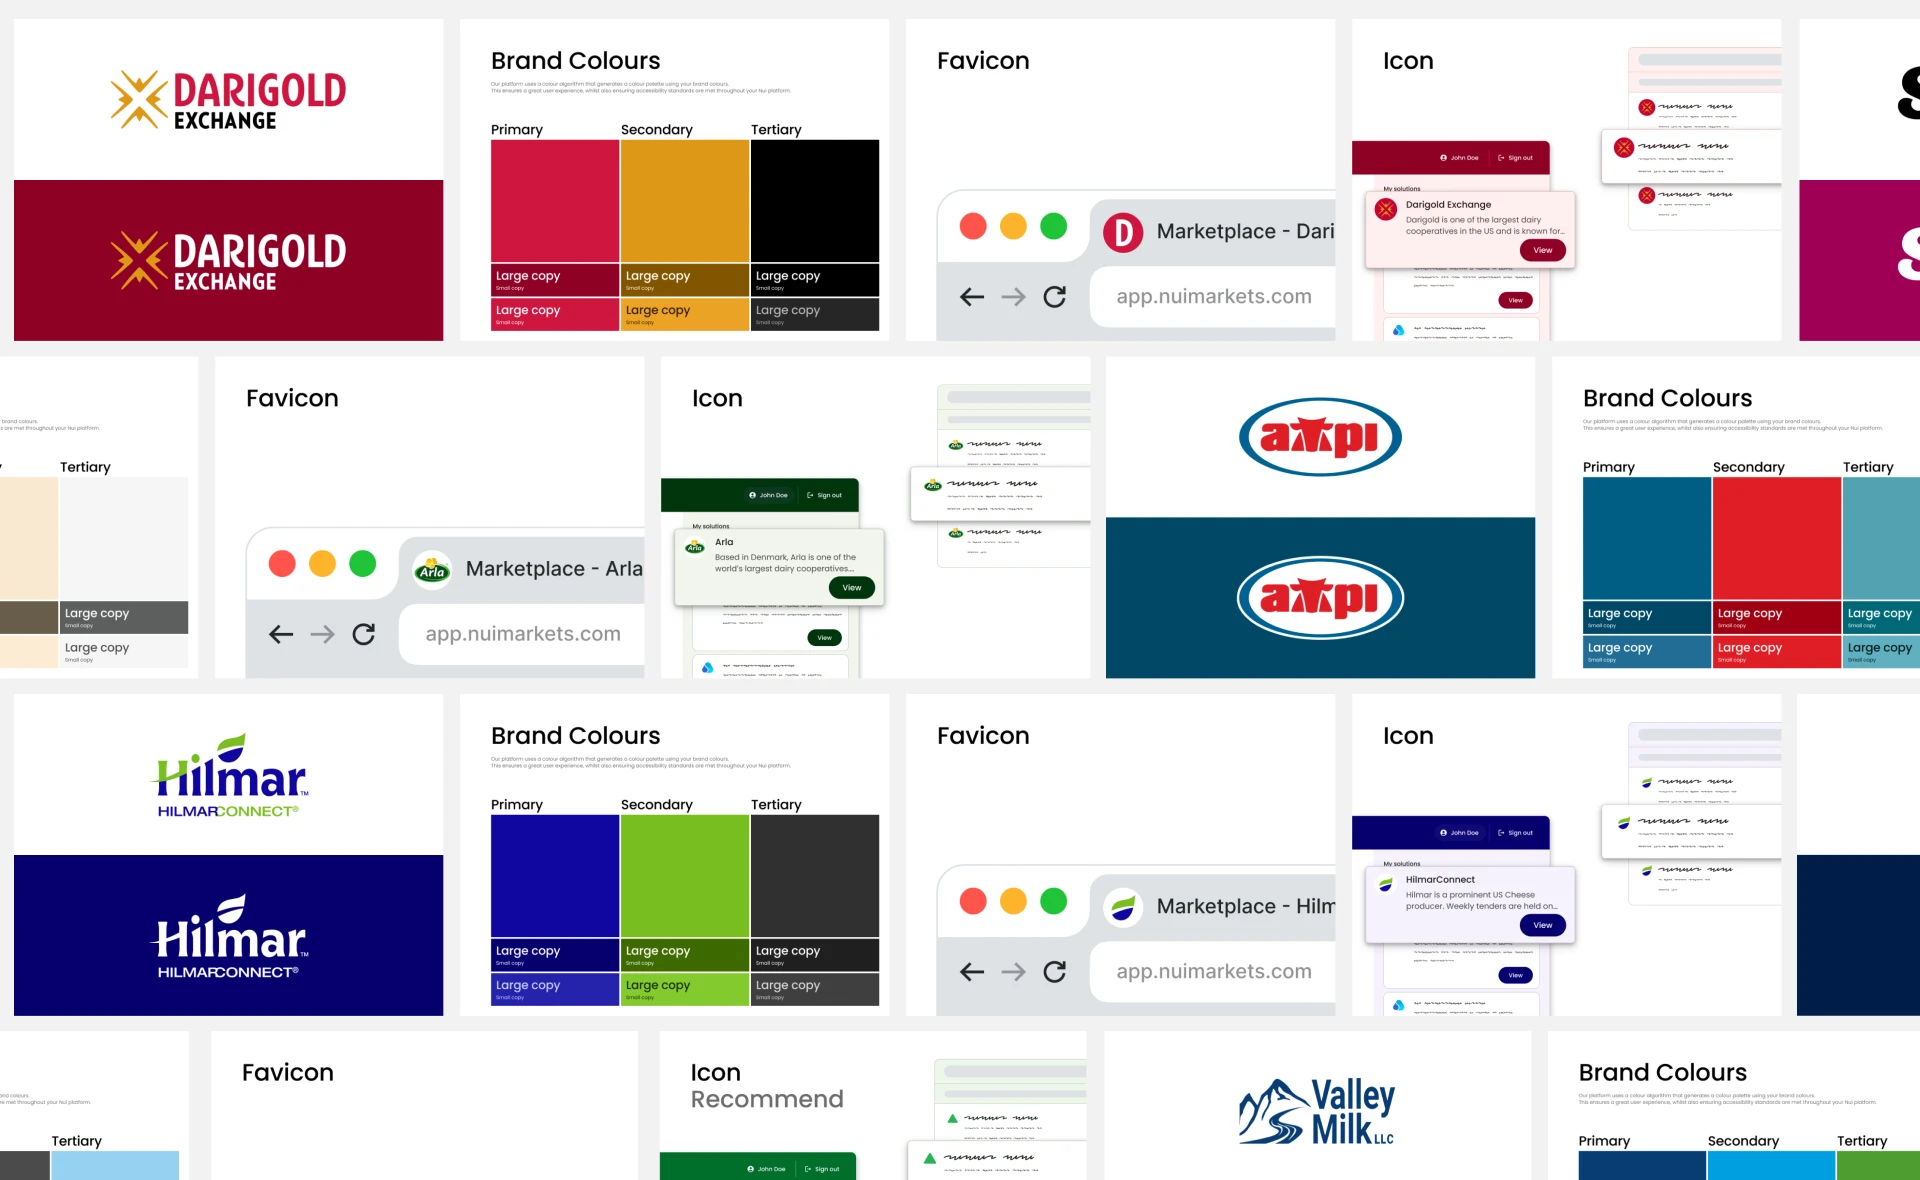 DARIGOLD
EXCHANGE
DARIGOLD
EXCHANGE
Brand Colours
Our platform uses a colour algorithm that generates a colour palette using your brand colours.
This ensures a great user experience, whilst also ensuring accessibility standards are met throughout your Nui platform.
Primary
Secondary
Tertiary
Large copy
Small copy
Large copy
Small copy
Large copy
Small copy
Large copy
Small copy
Large copy
Small copy
Large copy
Small copy
Favicon
D
Marketplace - Dari
app.nuimarkets.com
Icon
John Doe
Sign out
My solutions
Darigold Exchange
Darigold is one of the largest dairy
cooperatives in the US and is known for...
View
View
S
S
brand colours.
s are met throughout your Nui platform.
Tertiary
Large copy
Small copy
Large copy
Small copy
Favicon
Arla
Marketplace - Arla
app.nuimarkets.com
Icon
John Doe
Sign out
My solutions
Arla
Arla
Based in Denmark, Arla is one of the
world's largest dairy cooperatives...
View
View
Arla
Arla
Arla
atpi
atpi
Brand Colours
Our platform uses a colour algorithm that generates a colour palette using your brand colours.
This ensures a great user experience, whilst also ensuring accessibility standards are met throughout your Nui platform.
Primary
Secondary
Tertiary
Large copy
Small copy
Large copy
Small copy
Large copy
Small copy
Large copy
Small copy
Large copy
Small copy
Large copy
Small copy
Hilmar™
HILMARCONNECT®
Hilmar™
HILMARCONNECT®
Brand Colours
Our platform uses a colour algorithm that generates a colour palette using your brand colours.
This ensures a great user experience, whilst also ensuring accessibility standards are met throughout your Nui platform.
Primary
Secondary
Tertiary
Large copy
Small copy
Large copy
Small copy
Large copy
Small copy
Large copy
Small copy
Large copy
Small copy
Large copy
Small copy
Favicon
Marketplace - Hilm
app.nuimarkets.com
Icon
John Doe
Sign out
My solutions
HilmarConnect
Hilmar is a prominent US Cheese
producer. Weekly tenders are held on...
View
View
and colours.
re met throughout your Nui platform.
Tertiary
Favicon
Icon
Recommend
John Doe
Sign out
Valley
Milk LLC
Brand Colours
Our platform uses a colour algorithm that generates a colour palette using your brand colours.
This ensures a great user experience, whilst also ensuring accessibility standards are met throughout your Nui platform.
Primary
Secondary
Tertiary